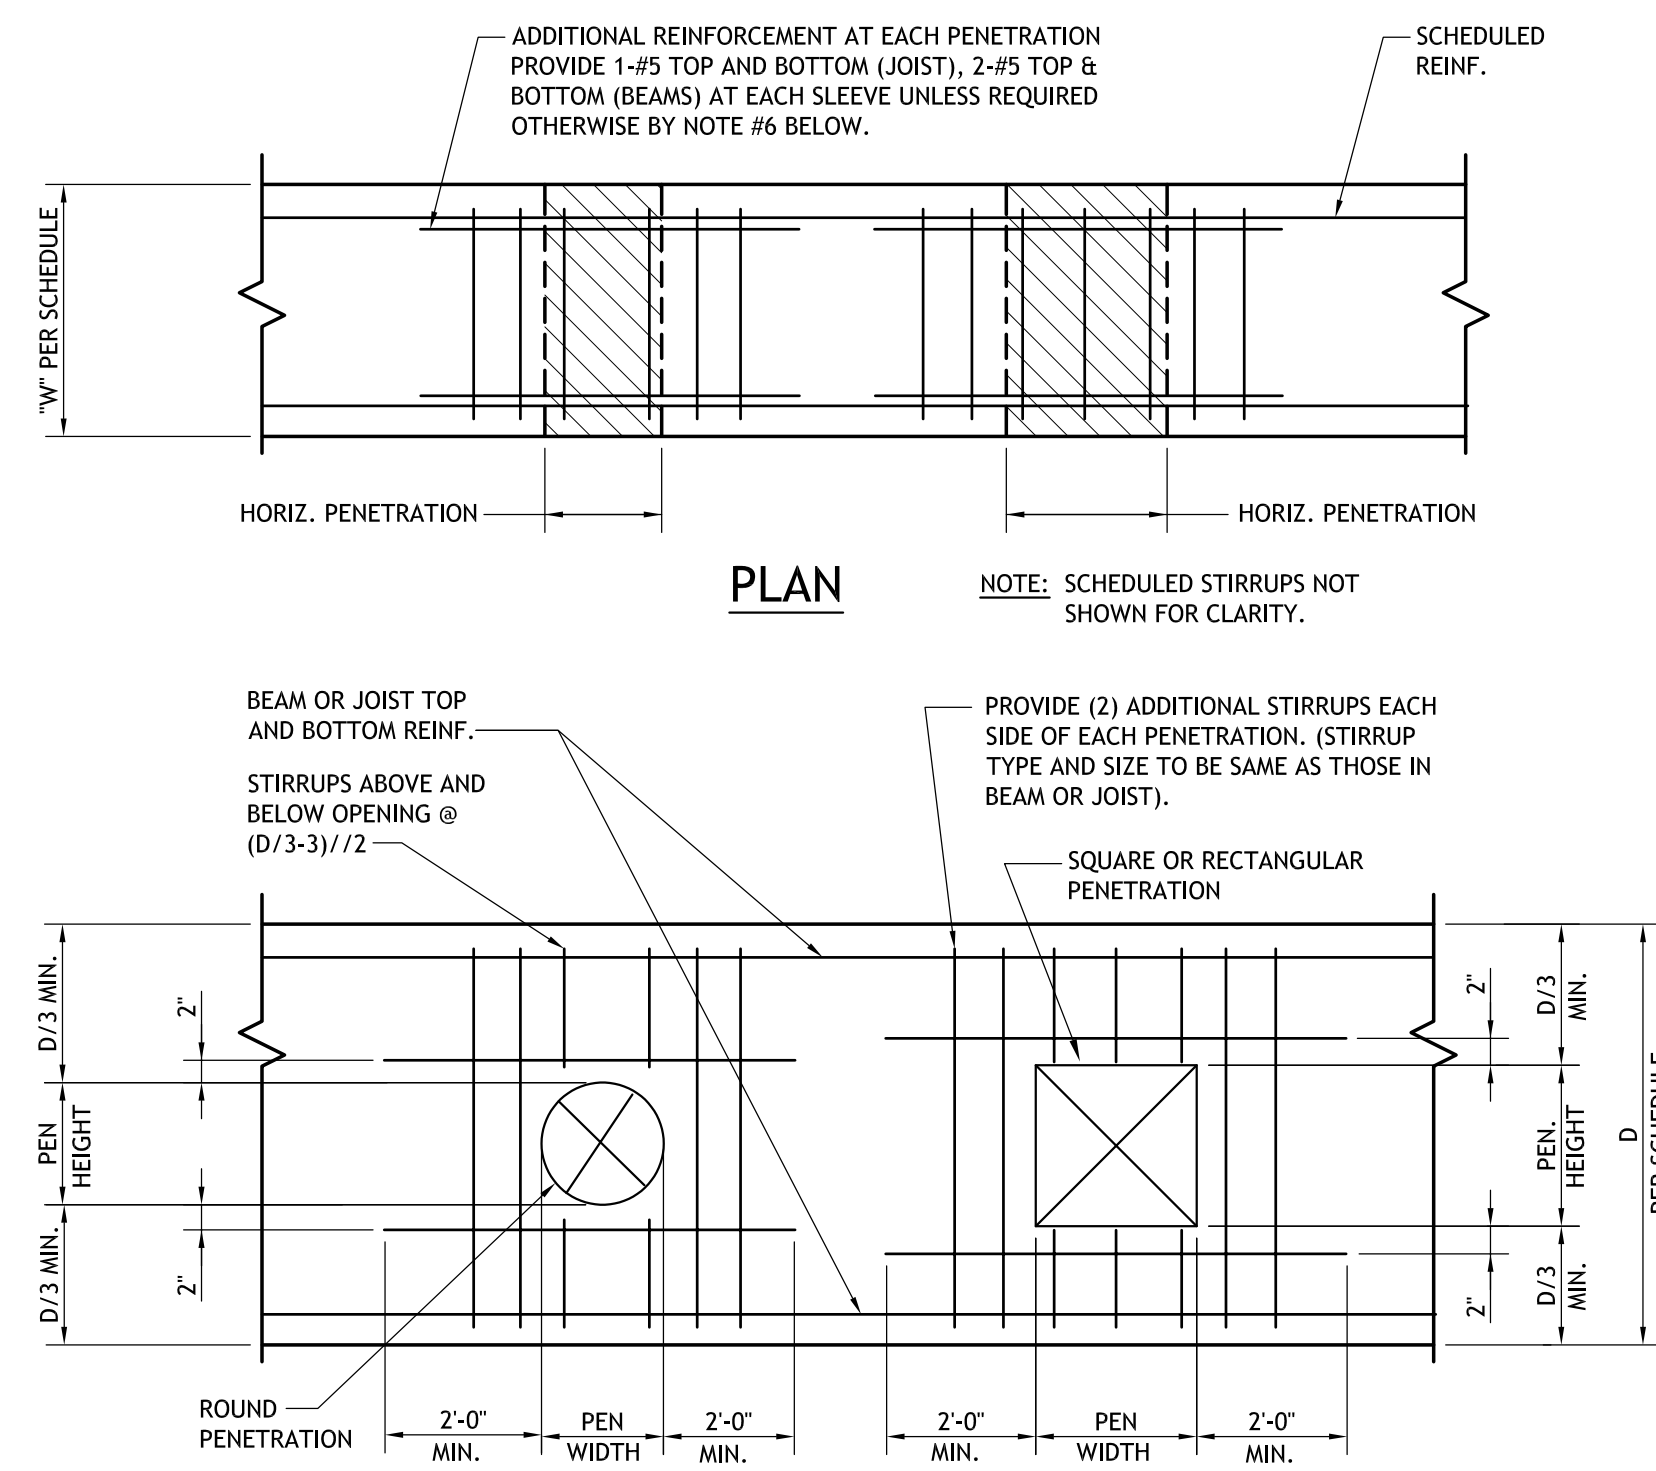 ADDITIONAL REINFORCEMENT AT EACH PENETRATION
PROVIDE 1-#5 TOP AND BOTTOM (JOIST), 2-#5 TOP &
BOTTOM (BEAMS) AT EACH SLEEVE UNLESS REQUIRED
OTHERWISE BY NOTE #6 BELOW.
SCHEDULED
REINF.
"W" PER SCHEDULE
HORIZ. PENETRATION
HORIZ. PENETRATION
PLAN
NOTE: SCHEDULED STIRRUPS NOT
SHOWN FOR CLARITY.
BEAM OR JOIST TOP
AND BOTTOM REINF.
STIRRUPS ABOVE AND
BELOW OPENING @
(D/3-3)//2
PROVIDE (2) ADDITIONAL STIRRUPS EACH
SIDE OF EACH PENETRATION. (STIRRUP
TYPE AND SIZE TO BE SAME AS THOSE IN
BEAM OR JOIST).
SQUARE OR RECTANGULAR
PENETRATION
D/3 MIN.
2"
PEN
HEIGHT
D/3 MIN.
2"
2"
D/3
MIN.
PEN.
HEIGHT
D
PER SCHEDULE
2"
D/3
MIN.
ROUND
PENETRATION
2'-0"
MIN.
PEN
WIDTH
2'-0"
MIN.
2'-0"
MIN.
PEN
WIDTH
2'-0"
MIN.